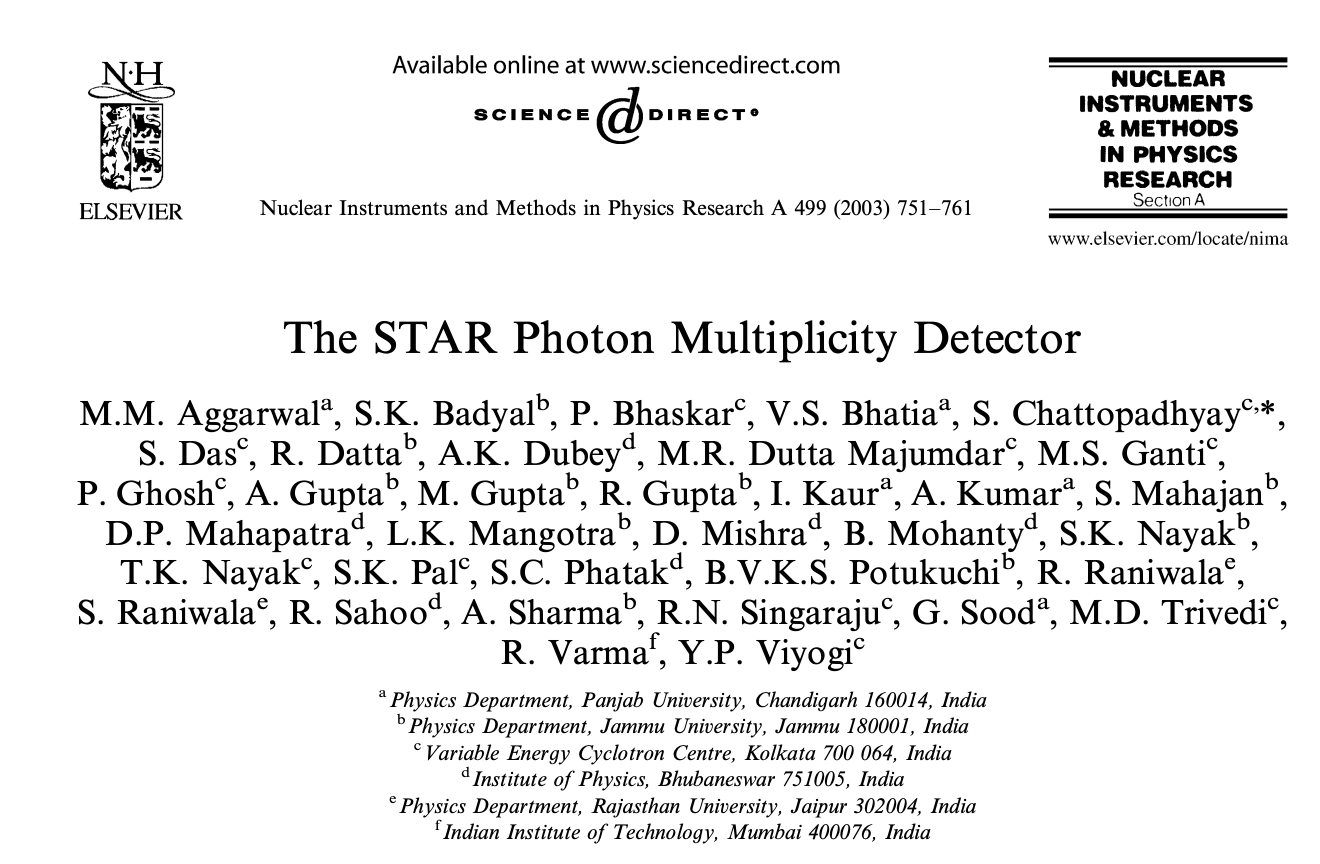 N·H
ELSEVIER
Available online at www.sciencedirect.com
SCIENCE @ DIRECT®
Nuclear Instruments and Methods in Physics Research A 499 (2003) 751–761
NUCLEAR
INSTRUMENTS
& METHODS
IN PHYSICS
RESEARCH
Section A
www.elsevier.com/locate/nima
The STAR Photon Multiplicity Detector
M.M. Aggarwalᵃ, S.K. Badyalᵇ, P. Bhaskarᶜ, V.S. Bhatiaᵃ, S. Chattopadhyayᶜ,*,
S. Dasᶜ, R. Dattaᵇ, A.K. Dubeyᵈ, M.R. Dutta Majumdarᶜ, M.S. Gantiᶜ,
P. Ghoshᶜ, A. Guptaᵇ, M. Guptaᵇ, R. Guptaᵇ, I. Kaurᵃ, A. Kumarᵃ, S. Mahajanᵇ,
D.P. Mahapatraᵈ, L.K. Mangotraᵇ, D. Mishraᵈ, B. Mohantyᵈ, S.K. Nayakᵇ,
T.K. Nayakᶜ, S.K. Palᶜ, S.C. Phatakᵈ, B.V.K.S. Potukuchiᵇ, R. Raniwalaᵉ,
S. Raniwalaᵉ, R. Sahooᵈ, A. Sharmaᵇ, R.N. Singarajuᶜ, G. Soodᵃ, M.D. Trivediᶜ,
R. Varmaᶠ, Y.P. Viyogiᶜ
ᵃ Physics Department, Panjab University, Chandigarh 160014, India
ᵇ Physics Department, Jammu University, Jammu 180001, India
ᶜ Variable Energy Cyclotron Centre, Kolkata 700 064, India
ᵈ Institute of Physics, Bhubaneswar 751005, India
ᵉ Physics Department, Rajasthan University, Jaipur 302004, India
ᶠ Indian Institute of Technology, Mumbai 400076, India